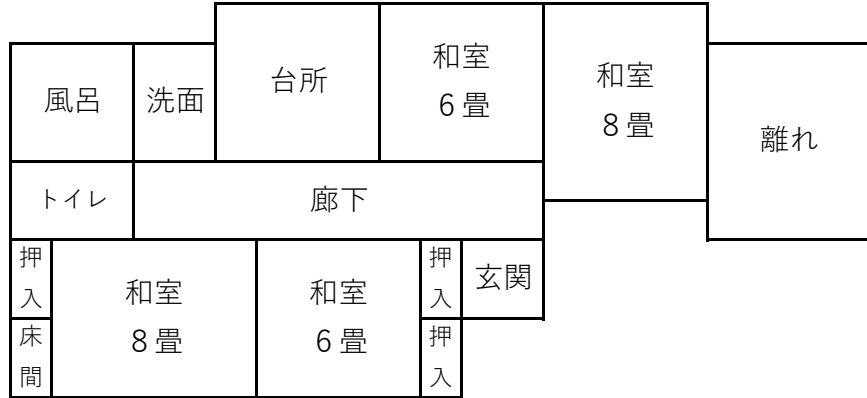 風呂
洗面
台所
和室
6畳
和室
8畳
離れ
トイレ
廊下
押
入
和室
8畳
和室
6畳
押
入
玄関
床
間
押
入